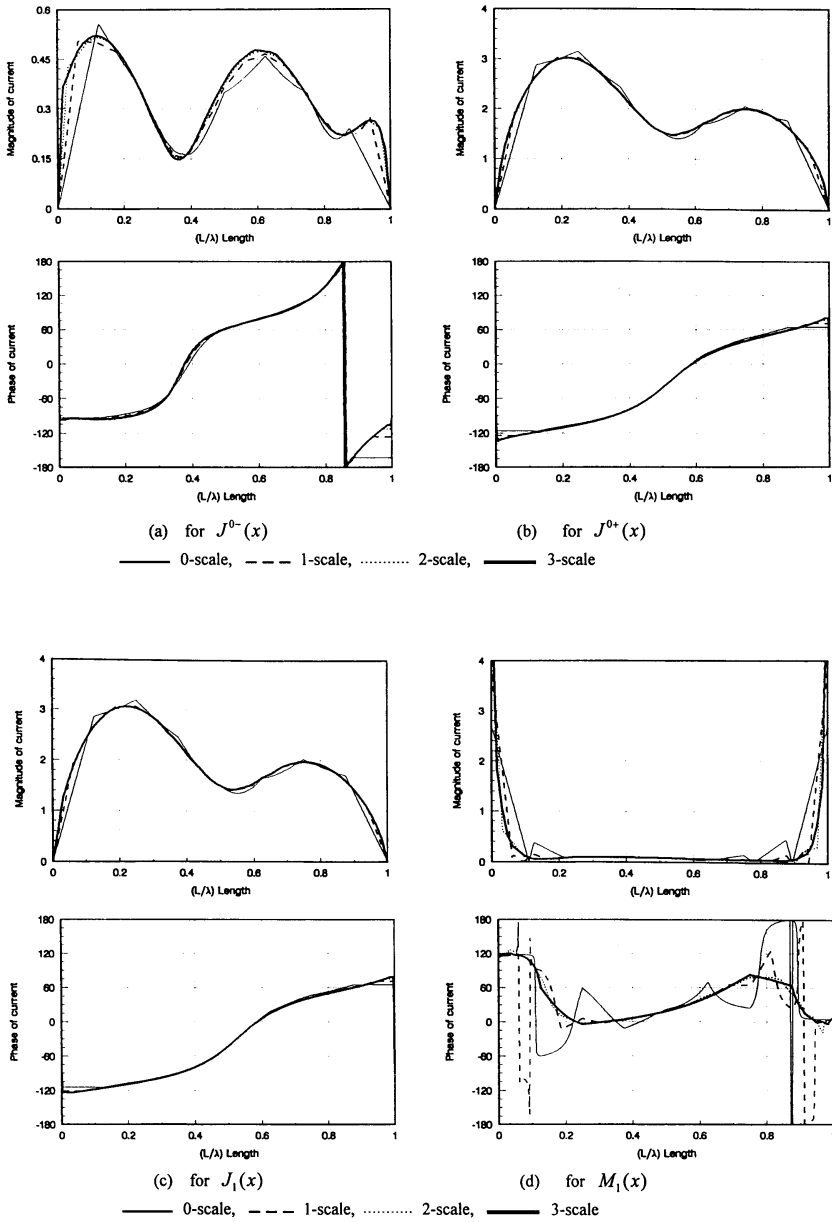 0.6
0.45
0.3
0.15
0
Magnitude of current
0 0.2 0.4 0.6 0.8 1
(L/λ) Length
4
3
2
1
0
Magnitude of current
0 0.2 0.4 0.6 0.8 1
(L/λ) Length
180
120
60
0
-60
-120
-180
Phase of current
0 0.2 0.4 0.6 0.8 1
(L/λ) Length
180
120
60
0
-60
-120
-180
Phase of current
0 0.2 0.4 0.6 0.8 1
(L/λ) Length
(a) for J^{0-}(x)
(b) for J^{0+}(x)
0-scale, 1-scale, 2-scale, 3-scale
4
3
2
1
0
Magnitude of current
0 0.2 0.4 0.6 0.8 1
(L/λ) Length
4
3
2
1
0
Magnitude of current
0 0.2 0.4 0.6 0.8 1
(L/λ) Length
180
120
60
0
-60
-120
-180
Phase of current
0 0.2 0.4 0.6 0.8 1
(L/λ) Length
180
120
60
0
-60
-120
-180
Phase of current
0 0.2 0.4 0.6 0.8 1
(L/λ) Length
(c) for J₁(x)
(d) for M₁(x)
0-scale, 1-scale, 2-scale, 3-scale